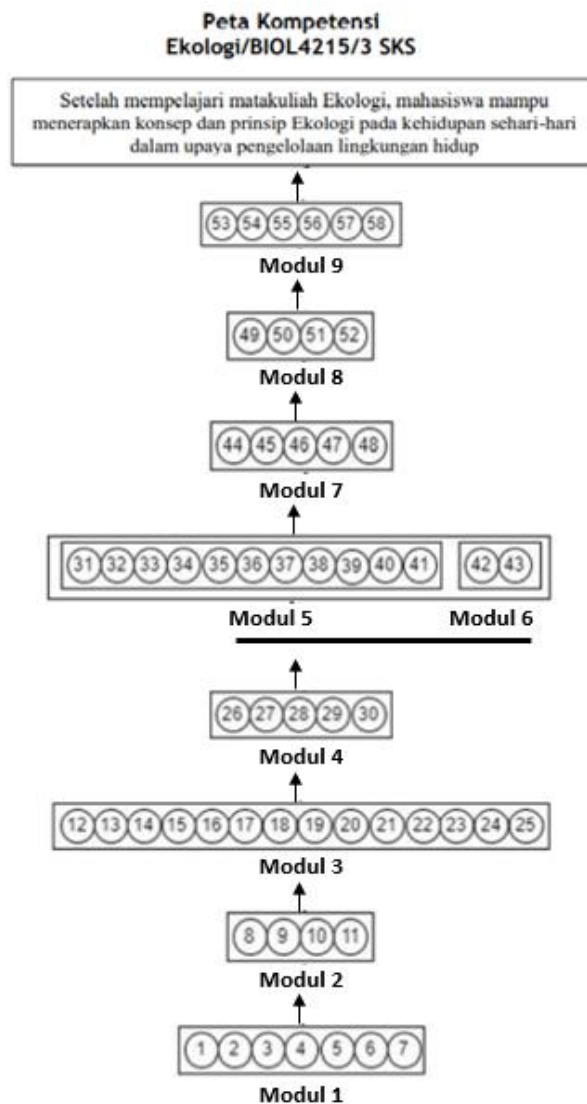 Peta Kompetensi
Ekologi/BIOL4215/3 SKS
Setelah mempelajari matakuliah Ekologi, mahasiswa mampu
menerapkan konsep dan prinsip Ekologi pada kehidupan sehari-hari
dalam upaya pengelolaan lingkungan hidup
53 54 55 56 57 58
Modul 9
49 50 51 52
Modul 8
44 45 46 47 48
Modul 7
31 32 33 34 35 36 37 38 39 40 41 42 43
Modul 5 Modul 6
26 27 28 29 30
Modul 4
12 13 14 15 16 17 18 19 20 21 22 23 24 25
Modul 3
8 9 10 11
Modul 2
1 2 3 4 5 6 7
Modul 1